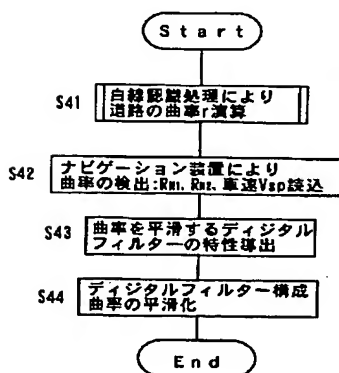 Start
S41
白線認識処理により
道路の曲率r演算
S42
ナビゲーション装置により
曲率の検出:RN1、RN2、車速Vsp読込
S43
曲率を平滑するディジタル
フィルターの特性導出
S44
ディジタルフィルター構成
曲率の平滑化
End